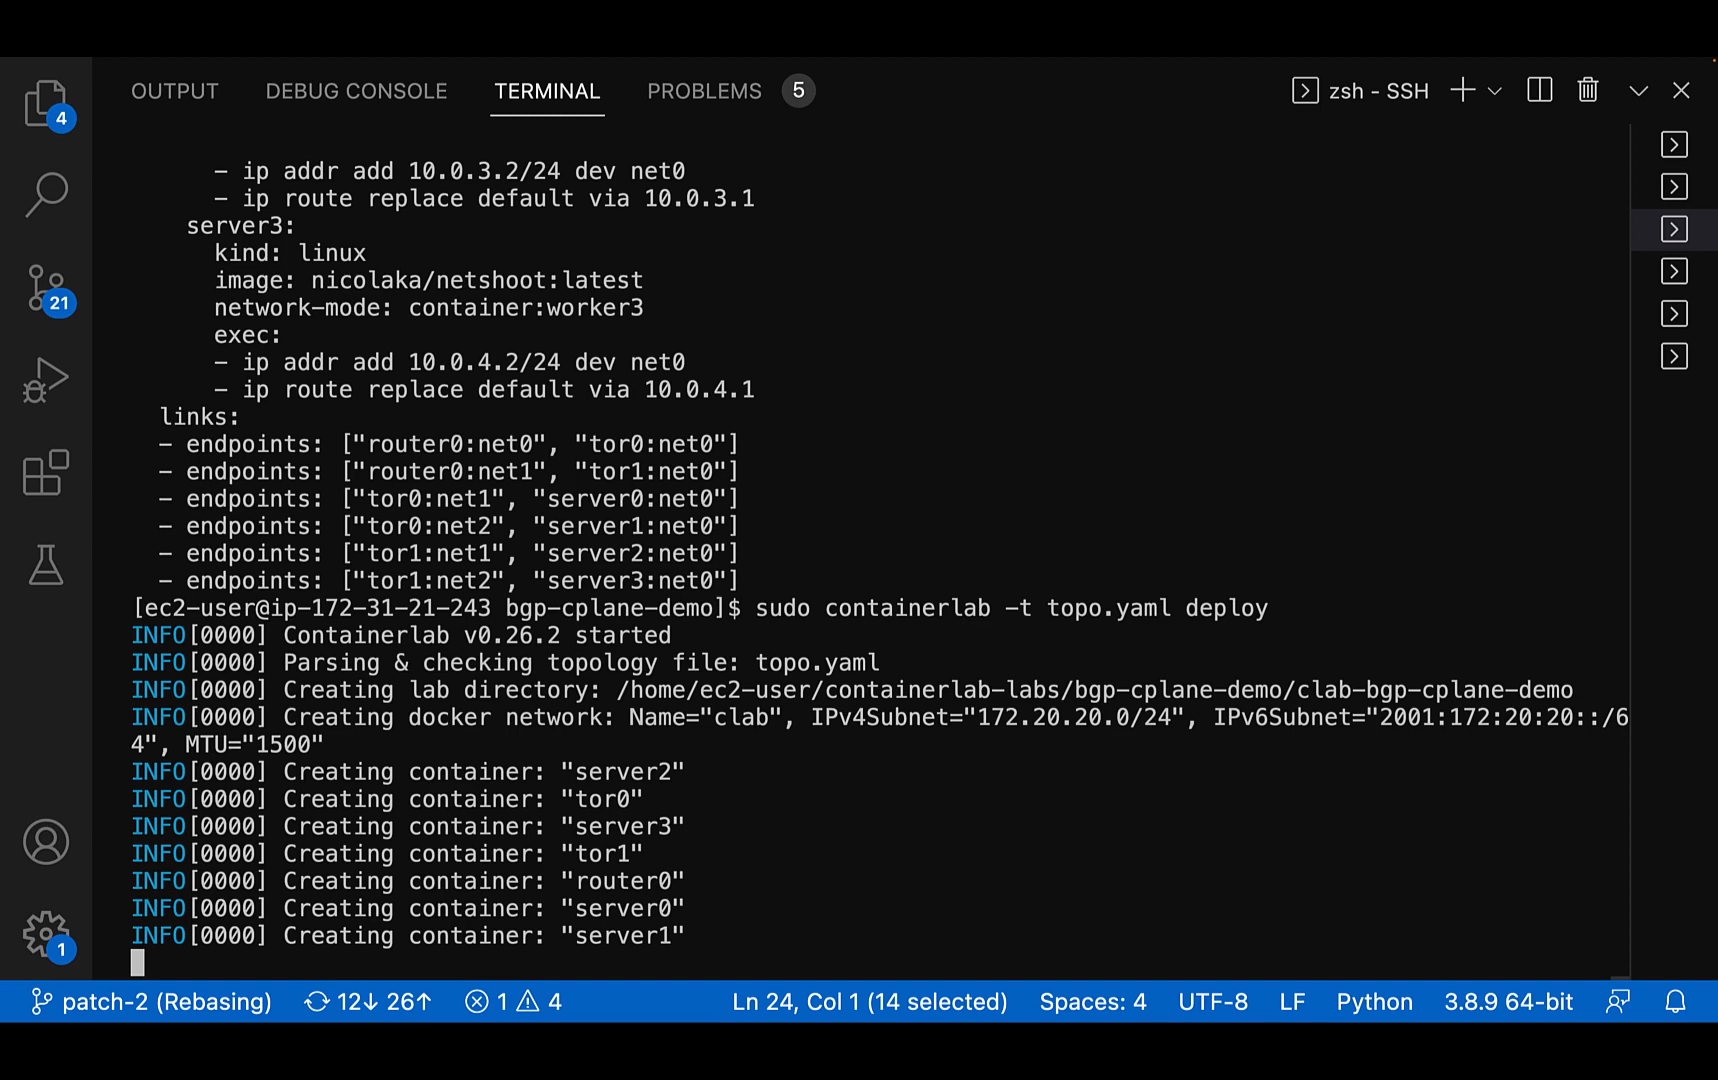 OUTPUT DEBUG CONSOLE TERMINAL PROBLEMS 5 zsh - SSH
4
21
1
- ip addr add 10.0.3.2/24 dev net0
- ip route replace default via 10.0.3.1
server3:
kind: linux
image: nicolaka/netshoot:latest
network-mode: container:worker3
exec:
- ip addr add 10.0.4.2/24 dev net0
- ip route replace default via 10.0.4.1
links:
- endpoints: ["router0:net0", "tor0:net0"]
- endpoints: ["router0:net1", "tor1:net0"]
- endpoints: ["tor0:net1", "server0:net0"]
- endpoints: ["tor0:net2", "server1:net0"]
- endpoints: ["tor1:net1", "server2:net0"]
- endpoints: ["tor1:net2", "server3:net0"]
[ec2-user@ip-172-31-21-243 bgp-cplane-demo]$ sudo containerlab -t topo.yaml deploy
INFO[0000] Containerlab v0.26.2 started
INFO[0000] Parsing & checking topology file: topo.yaml
INFO[0000] Creating lab directory: /home/ec2-user/containerlab-labs/bgp-cplane-demo/clab-bgp-cplane-demo
INFO[0000] Creating docker network: Name="clab", IPv4Subnet="172.20.20.0/24", IPv6Subnet="2001:172:20:20::/6
4", MTU="1500"
INFO[0000] Creating container: "server2"
INFO[0000] Creating container: "tor0"
INFO[0000] Creating container: "server3"
INFO[0000] Creating container: "tor1"
INFO[0000] Creating container: "router0"
INFO[0000] Creating container: "server0"
INFO[0000] Creating container: "server1"
patch-2 (Rebasing) 12↓ 26↑ 1 4 Ln 24, Col 1 (14 selected) Spaces: 4 UTF-8 LF Python 3.8.9 64-bit